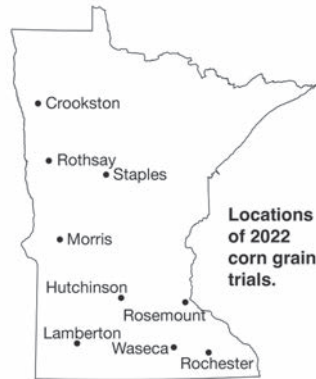 Crookston
Rothsay
Staples
Locations
of 2022
corn grain
trials.
Morris
Hutchinson
Rosemount
Lamberton
Waseca
Rochester